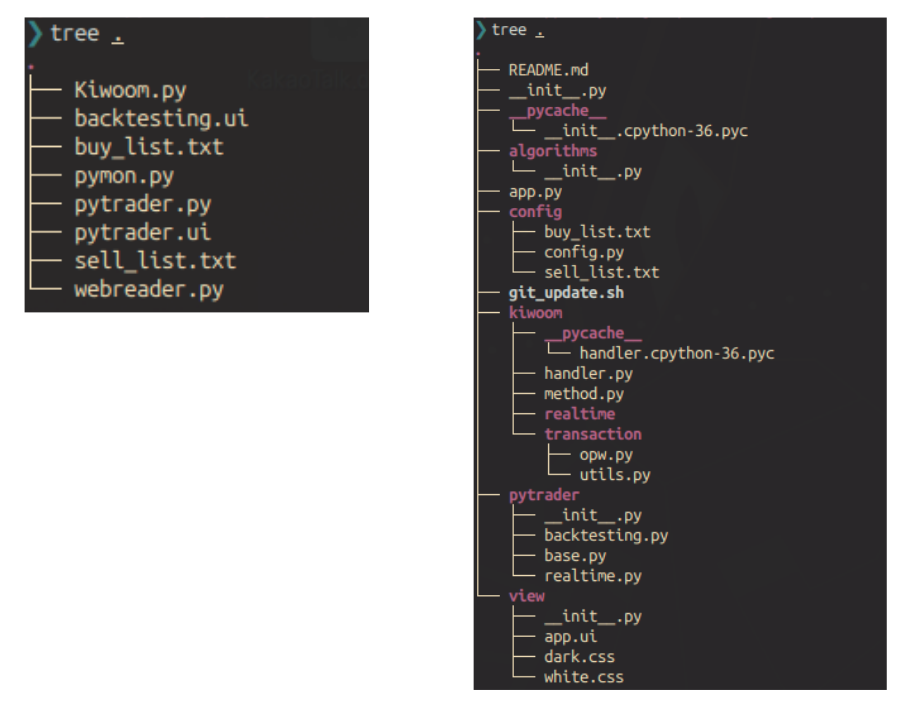 ❯ tree .
.
├── Kiwoom.py
├── backtesting.ui
├── buy_list.txt
├── pymon.py
├── pytrader.py
├── pytrader.ui
├── sell_list.txt
└── webreader.py
❯ tree .
.
├── README.md
├── __init__.py
├── __pycache__
│   └── __init__.cpython-36.pyc
├── algorithms
│   └── __init__.py
├── app.py
├── config
│   ├── buy_list.txt
│   ├── config.py
│   └── sell_list.txt
├── git_update.sh
├── kiwoom
│   ├── __pycache__
│   │   └── handler.cpython-36.pyc
│   ├── handler.py
│   ├── method.py
│   ├── realtime
│   └── transaction
│       ├── opw.py
│       └── utils.py
├── pytrader
│   ├── __init__.py
│   ├── backtesting.py
│   ├── base.py
│   └── realtime.py
└── view
    ├── __init__.py
    ├── app.ui
    ├── dark.css
    └── white.css